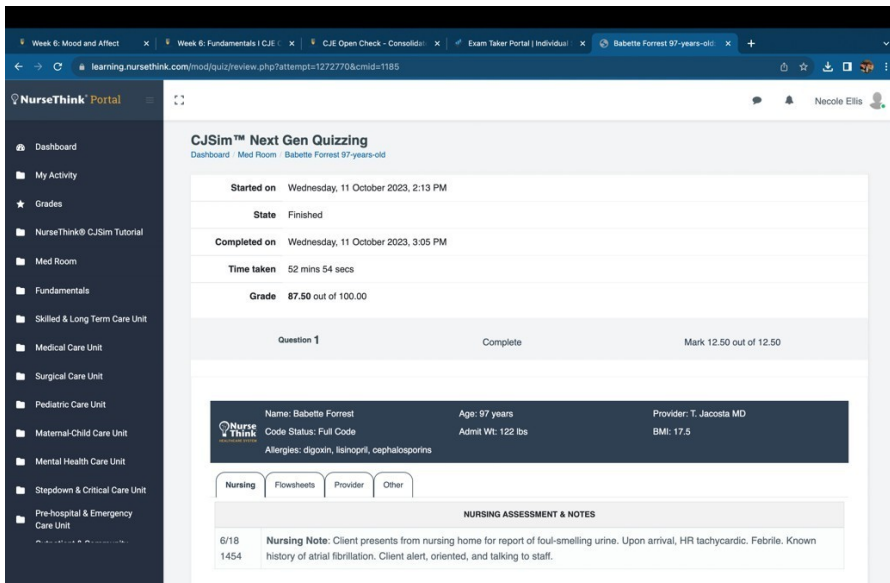 Week 6: Mood and Affect
Week 6: Fundamentals I CJE
CJE Open Check - Consolidat
Exam Taker Portal | Individual
Babette Forrest 97-years-old
learning.nursethink.com/mod/quiz/review.php?attempt=1272770&cmid=1185
NurseThink Portal
Necole Ellis
Dashboard
My Activity
Grades
NurseThink® CJSim Tutorial
Med Room
Fundamentals
Skilled & Long Term Care Unit
Medical Care Unit
Surgical Care Unit
Pediatric Care Unit
Maternal-Child Care Unit
Mental Health Care Unit
Stepdown & Critical Care Unit
Pre-hospital & Emergency
Care Unit
CJSim™ Next Gen Quizzing
Dashboard / Med Room / Babette Forrest 97-years-old
Started on Wednesday, 11 October 2023, 2:13 PM
State Finished
Completed on Wednesday, 11 October 2023, 3:05 PM
Time taken 52 mins 54 secs
Grade 87.50 out of 100.00
Question 1 Complete Mark 12.50 out of 12.50
Nurse
Think
Name: Babette Forrest Age: 97 years Provider: T. Jacosta MD
Code Status: Full Code Admit Wt: 122 lbs BMI: 17.5
Allergies: digoxin, lisinopril, cephalosporins
Nursing Flowsheets Provider Other
NURSING ASSESSMENT & NOTES
6/18 Nursing Note: Client presents from nursing home for report of foul-smelling urine. Upon arrival, HR tachycardic. Febrile. Known
1454 history of atrial fibrillation. Client alert, oriented, and talking to staff.